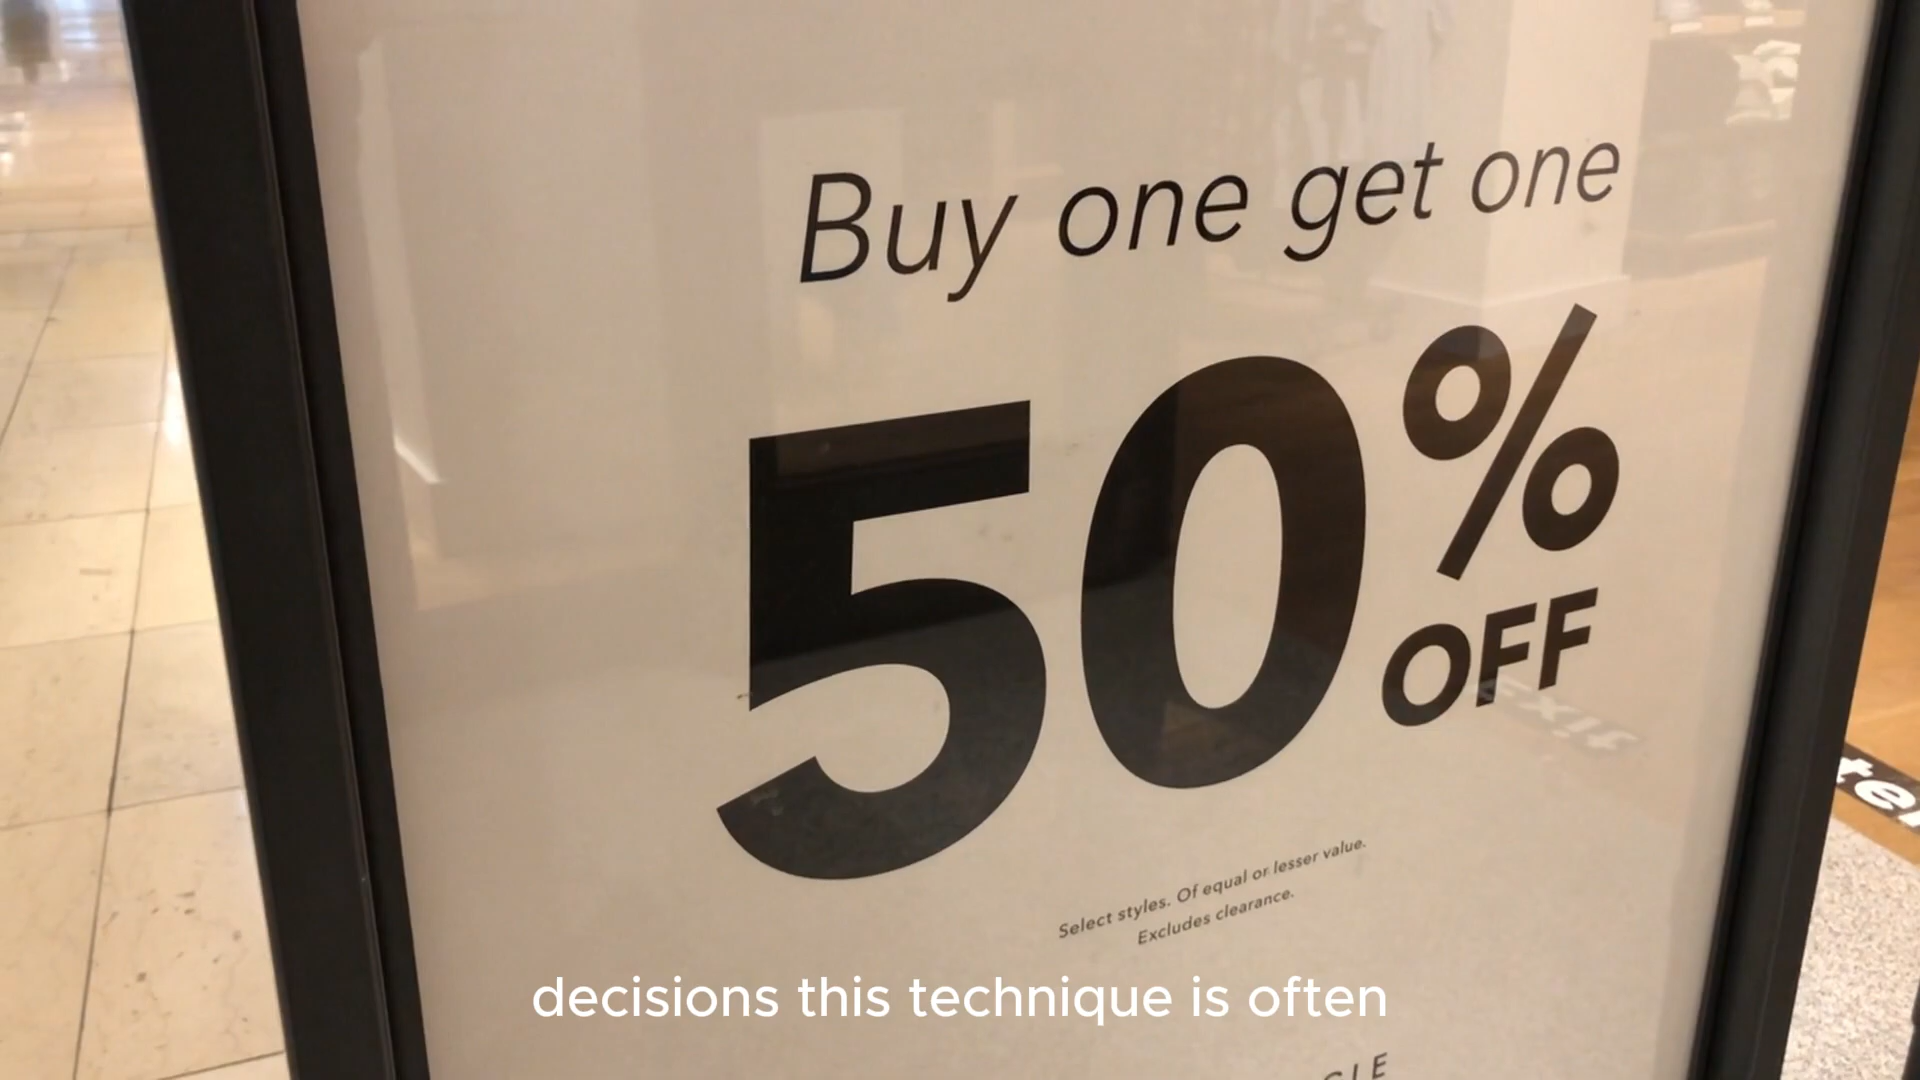 Buy one get one
50%
OFF
Select styles. Of equal or lesser value.
Excludes clearance.
decisions this technique is often